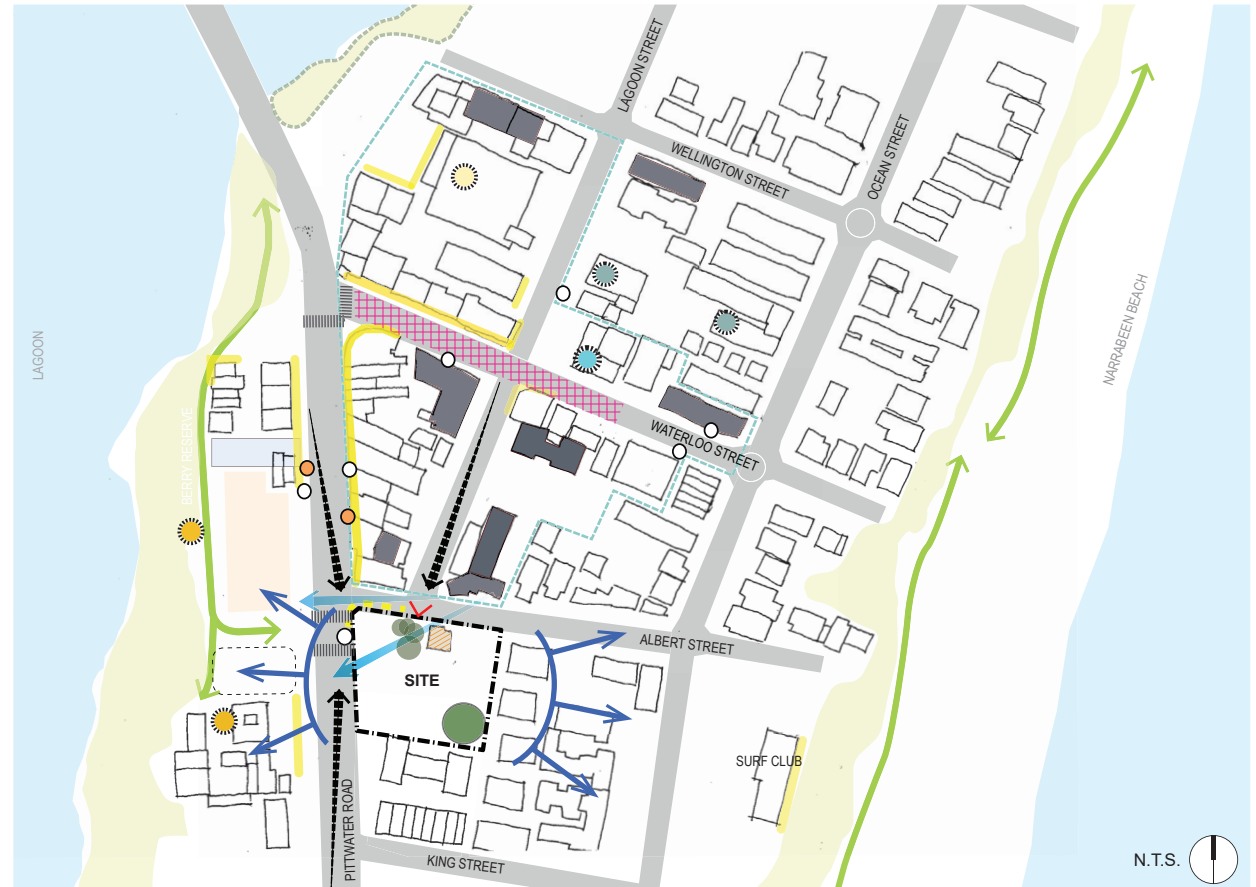 LAGOON STREET
WELLINGTON STREET
OCEAN STREET
NARRABEEN BEACH
LAGOON
BERRY RESERVE
WATERLOO STREET
ALBERT STREET
SITE
SURF CLUB
PITTWATER ROAD
KING STREET
N.T.S.